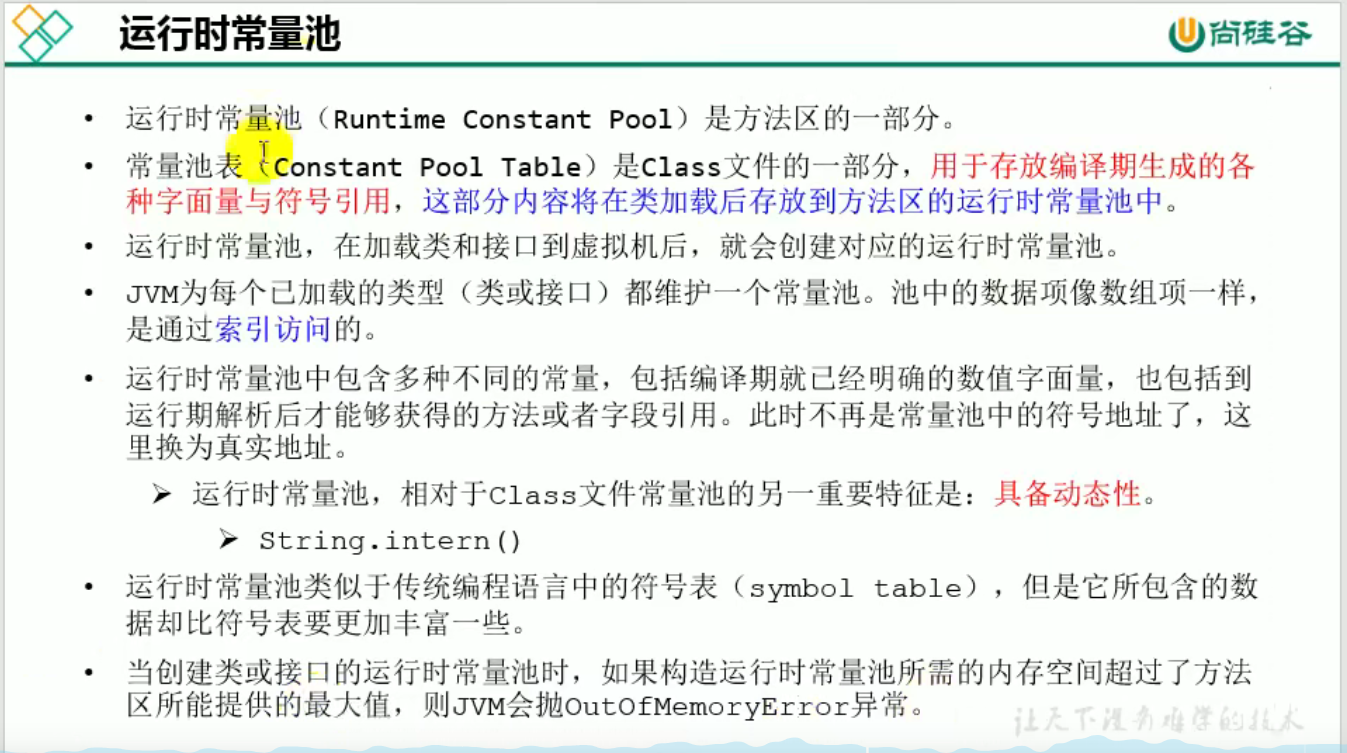 运行时常量池
尚硅谷
• 运行时常量池（Runtime Constant Pool）是方法区的一部分。
• 常量池表（Constant Pool Table）是Class文件的一部分，用于存放编译期生成的各
种字面量与符号引用，这部分内容将在类加载后存放到方法区的运行时常量池中。
• 运行时常量池，在加载类和接口到虚拟机后，就会创建对应的运行时常量池。
• JVM为每个已加载的类型（类或接口）都维护一个常量池。池中的数据项像数组项一样，
是通过索引访问的。
• 运行时常量池中包含多种不同的常量，包括编译期就已经明确的数值字面量，也包括到
运行期解析后才能够获得的方法或者字段引用。此时不再是常量池中的符号地址了，这
里换为真实地址。
➢ 运行时常量池，相对于Class文件常量池的另一重要特征是：具备动态性。
➢ String.intern()
• 运行时常量池类似于传统编程语言中的符号表（symbol table），但是它所包含的数
据却比符号表要更加丰富一些。
• 当创建类或接口的运行时常量池时，如果构造运行时常量池所需的内存空间超过了方法
区所能提供的最大值，则JVM会抛OutOfMemoryError异常。
让天下没有难学的技术